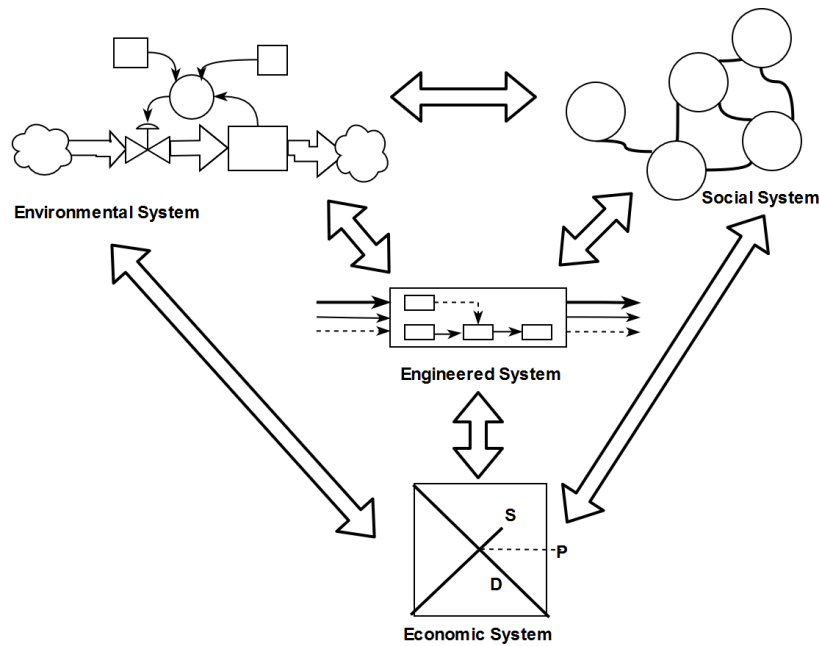 Environmental System
Social System
Engineered System
S
P
D
Economic System